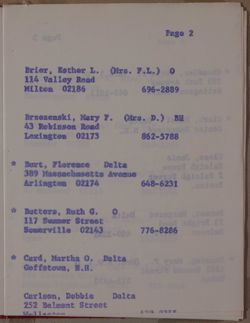 Page 2
Brier, Esther L. (Mrs. F.L.) O
114 Valley Road
Milton 02186 696-2889
Brzezenski, Mary F. (Mrs. D.) BH
43 Robinson Road
Lexington 02173 862-5788
* Burt, Florence Delta
389 Massachusetts Avenue
Arlington 02174 648-6231
* Butters, Ruth G. O
117 Summer Street
Somerville 02143 776-8286
* Card, Martha O. Delta
Goffstown, N.H.
Carlson, Debbie Delta
252 Belmont Street